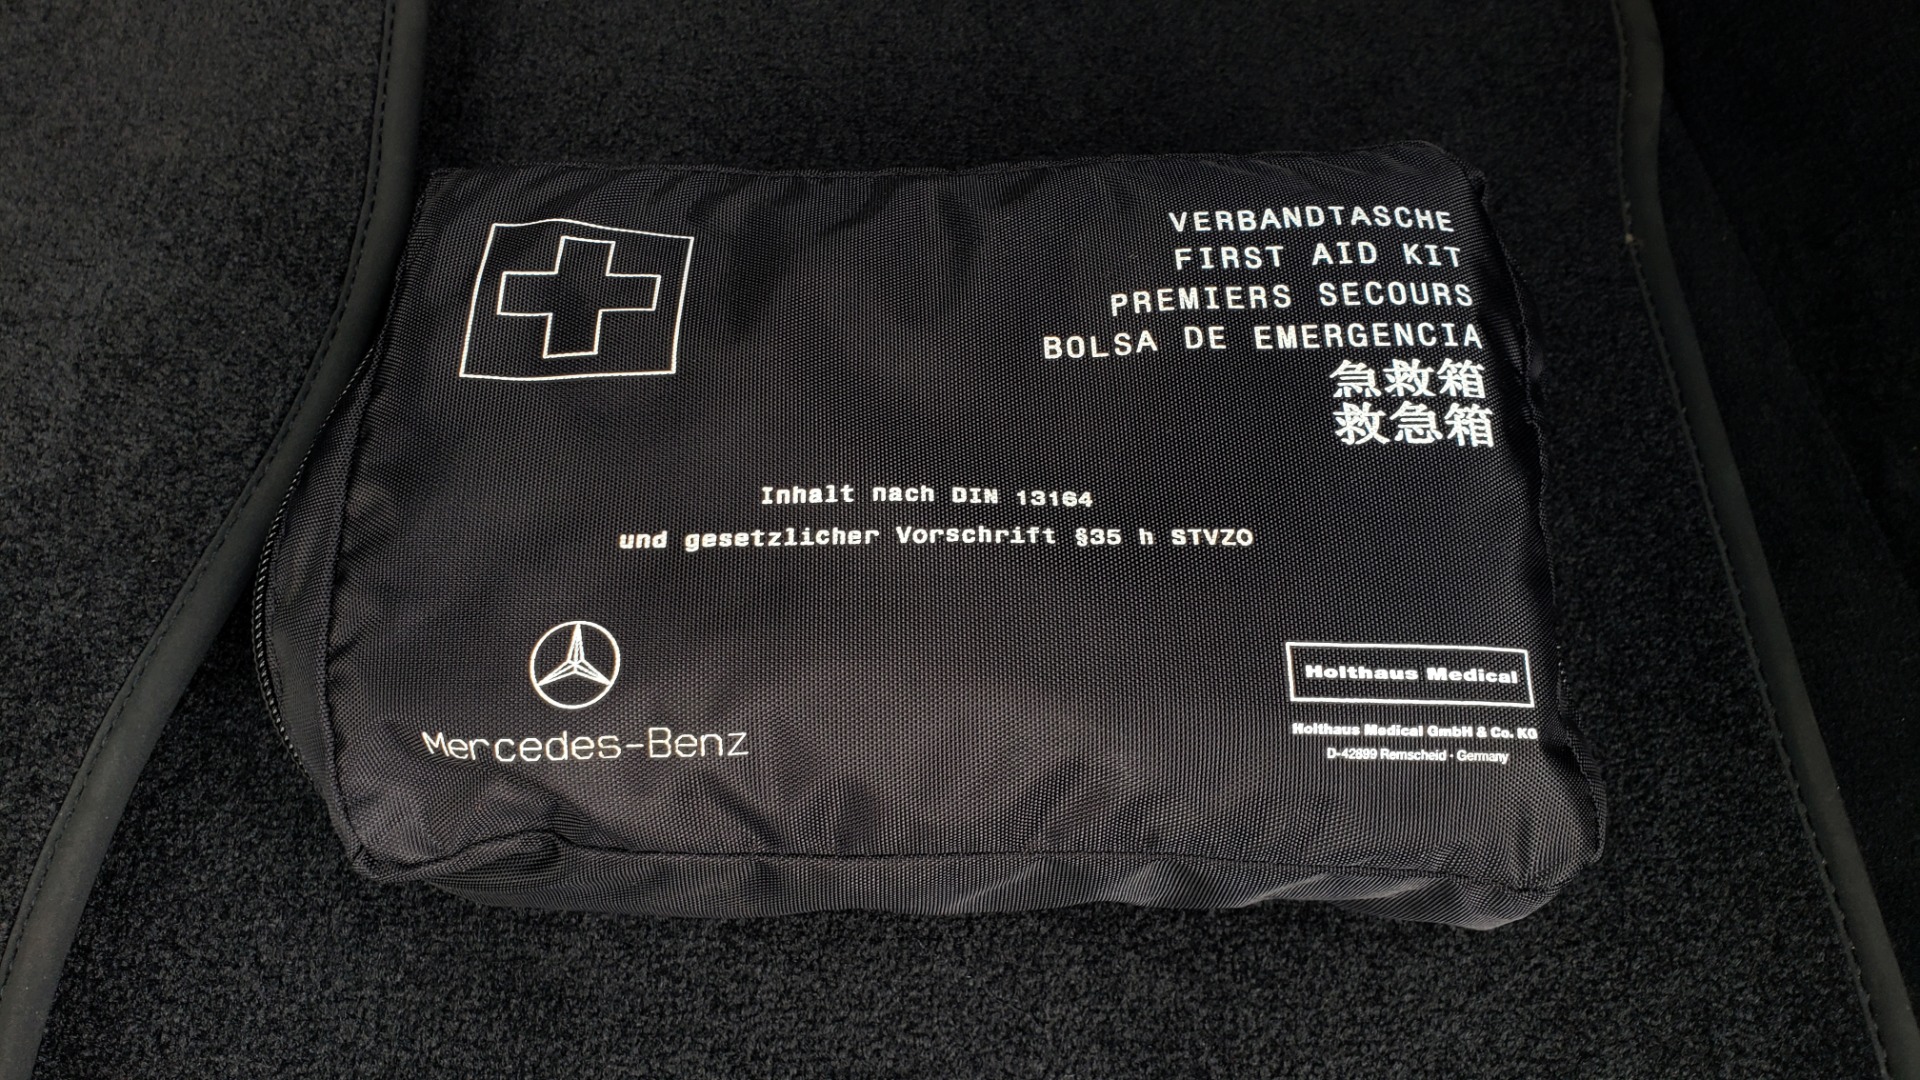 VERBANDTASCHE
FIRST AID KIT
PREMIERS SECOURS
BOLSA DE EMERGENCIA
急救箱
救急箱
Inhalt nach DIN 13164
und gesetzlicher Vorschrift §35 h STVZO
Mercedes-Benz
Holthaus Medical
Holthaus Medical GmbH & Co. KG
D-42899 Remscheid · Germany